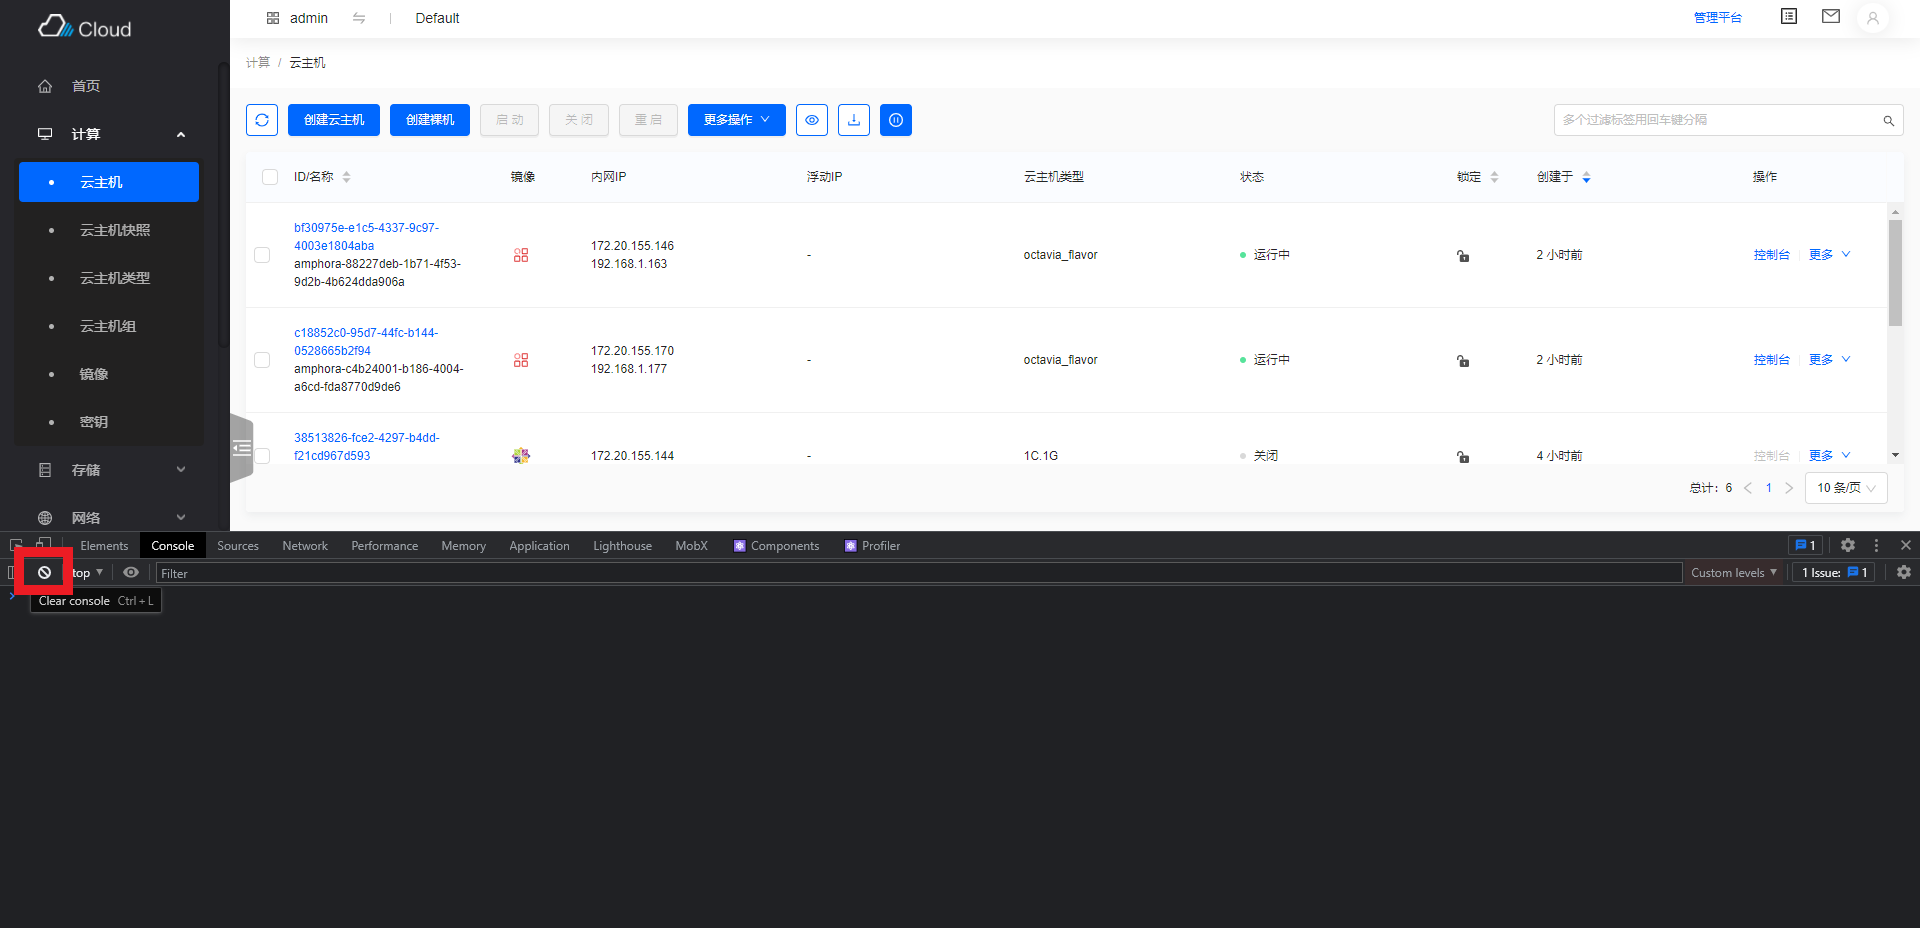 Cloud
admin
Default
管理平台
首页
计算
云主机
云主机快照
云主机类型
云主机组
镜像
密钥
存储
网络
计算 / 云主机
创建云主机
创建裸机
启动
关闭
重启
更多操作
多个过滤标签用回车键分隔
ID/名称 镜像 内网IP 浮动IP 云主机类型 状态 锁定 创建于 操作
bf30975e-e1c5-4337-9c97-
4003e1804aba
amphora-88227deb-1b71-4f53-
9d2b-4b624dda906a
172.20.155.146
192.168.1.163
-
octavia_flavor
运行中
2 小时前
控制台 更多
c18852c0-95d7-44fc-b144-
0528665b2f94
amphora-c4b24001-b186-4004-
a6cd-fda8770d9de6
172.20.155.170
192.168.1.177
-
octavia_flavor
运行中
2 小时前
控制台 更多
38513826-fce2-4297-b4dd-
f21cd967d593
172.20.155.144
-
1C.1G
关闭
4 小时前
控制台 更多
总计: 6 < 1 > 10 条/页
Elements Console Sources Network Performance Memory Application Lighthouse MobX Components Profiler 1
top Filter Custom levels 1 Issue: 1
Clear console Ctrl+L